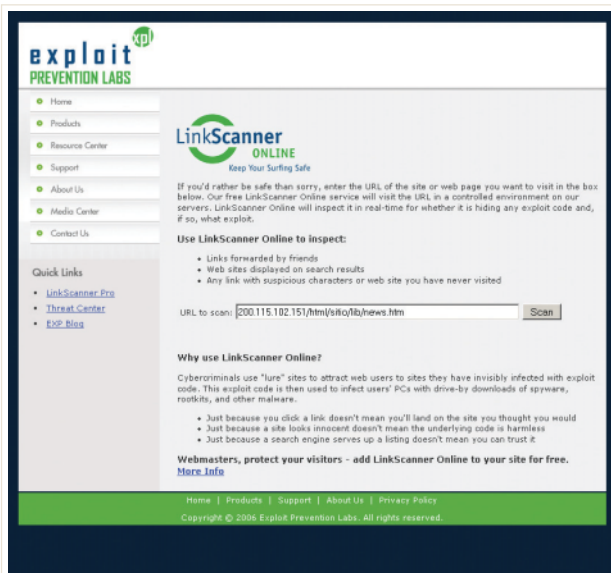 exploit xpl
PREVENTION LABS
Home
Products
Resource Center
Support
About Us
Media Center
Contact Us
Quick Links
LinkScanner Pro
Threat Center
EXP Blog
LinkScanner
ONLINE
Keep Your Surfing Safe
If you'd rather be safe than sorry, enter the URL of the site or web page you want to visit in the box
below. Our free LinkScanner Online service will visit the URL in a controlled environment on our
servers. LinkScanner Online will inspect it in real-time for whether it is hiding any exploit code and,
if so, what exploit.
Use LinkScanner Online to inspect:
Links forwarded by friends
Web sites displayed on search results
Any link with suspicious characters or web site you have never visited
URL to scan: 200.115.102.151/html/sitio/lib/news.htm Scan
Why use LinkScanner Online?
Cybercriminals use "lure" sites to attract web users to sites they have invisibly infected with exploit
code. This exploit code is then used to infect users' PCs with drive-by downloads of spyware,
rootkits, and other malware.
Just because you click a link doesn't mean you'll land on the site you thought you would
Just because a site looks innocent doesn't mean the underlying code is harmless
Just because a search engine serves up a listing doesn't mean you can trust it
Webmasters, protect your visitors - add LinkScanner Online to your site for free.
More Info
Home | Products | Support | About Us | Privacy Policy
Copyright © 2006 Exploit Prevention Labs. All rights reserved.